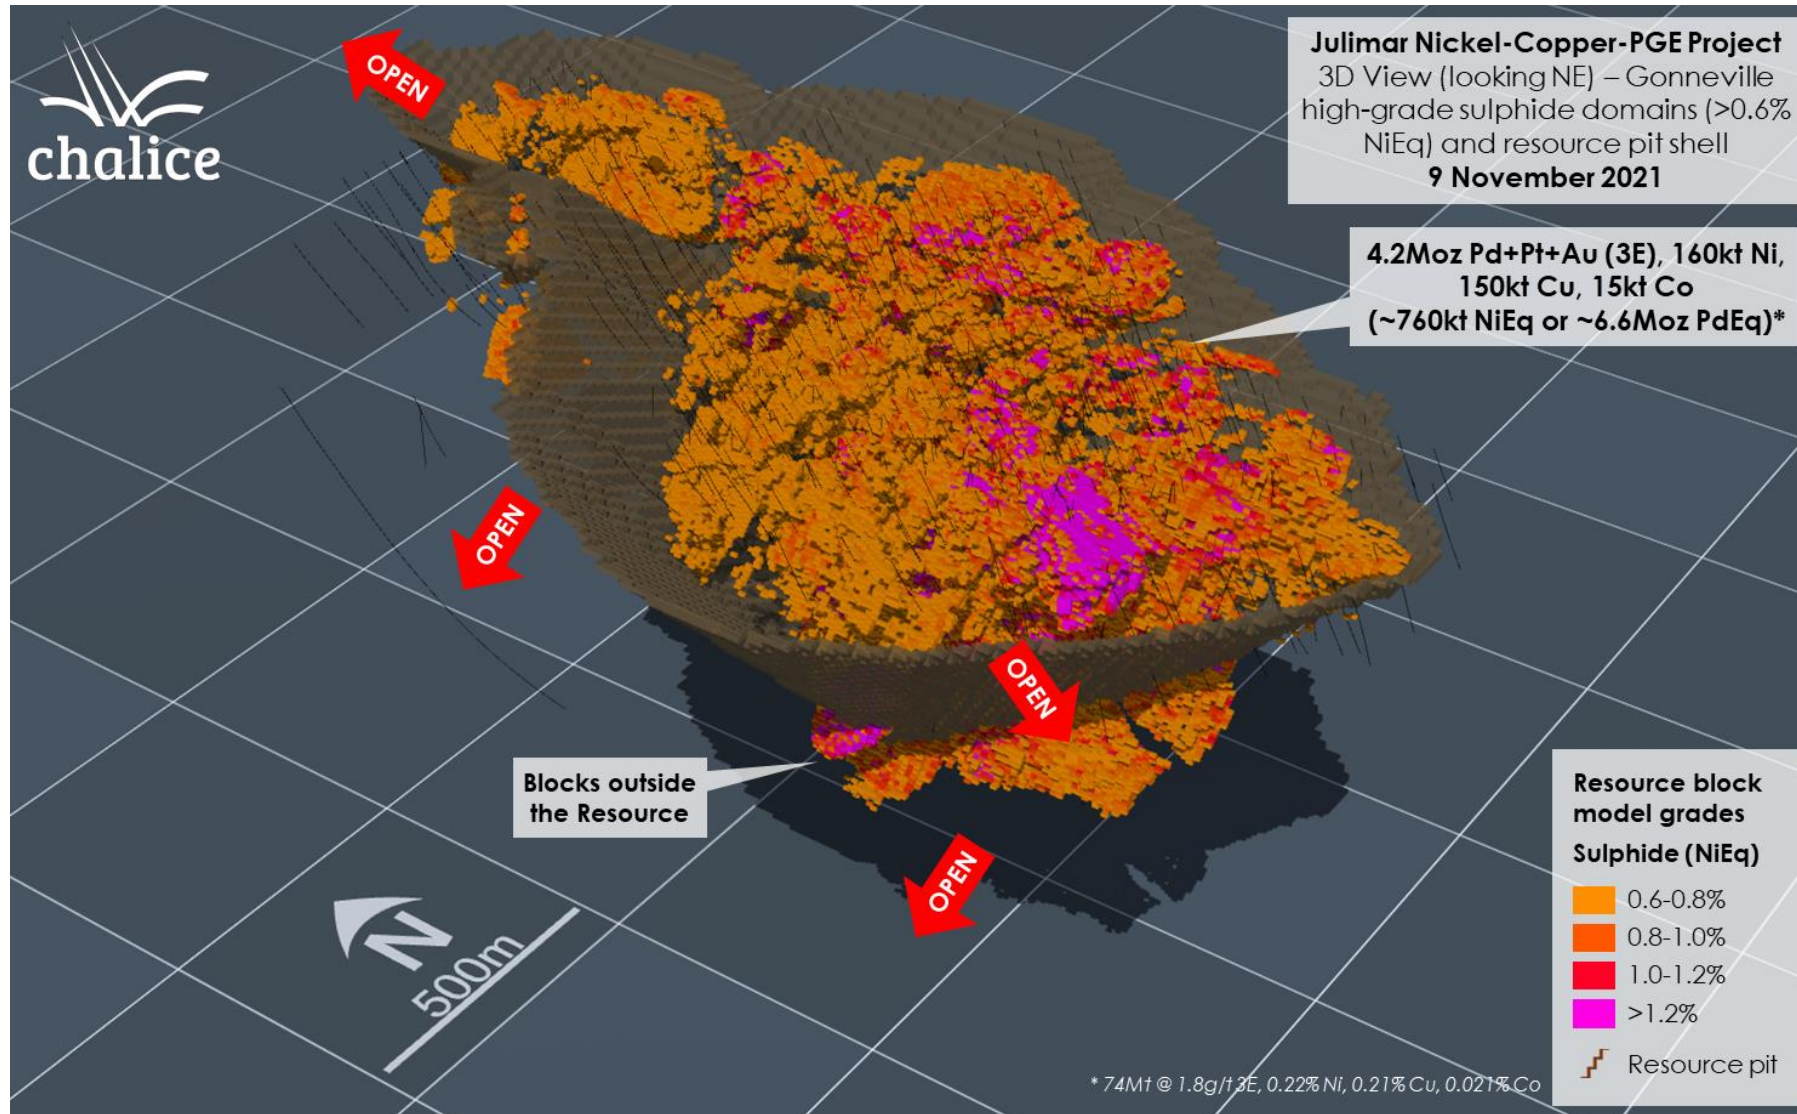 chalice
OPEN
Julimar Nickel-Copper-PGE Project
3D View (looking NE) – Gonneville
high-grade sulphide domains (>0.6%
NiEq) and resource pit shell
9 November 2021
4.2Moz Pd+Pt+Au (3E), 160kt Ni,
150kt Cu, 15kt Co
(~760kt NiEq or ~6.6Moz PdEq)*
OPEN
OPEN
Blocks outside
the Resource
OPEN
N
500m
Resource block
model grades
Sulphide (NiEq)
0.6-0.8%
0.8-1.0%
1.0-1.2%
>1.2%
Resource pit
* 74Mt @ 1.8g/t 3E, 0.22% Ni, 0.21% Cu, 0.021% Co